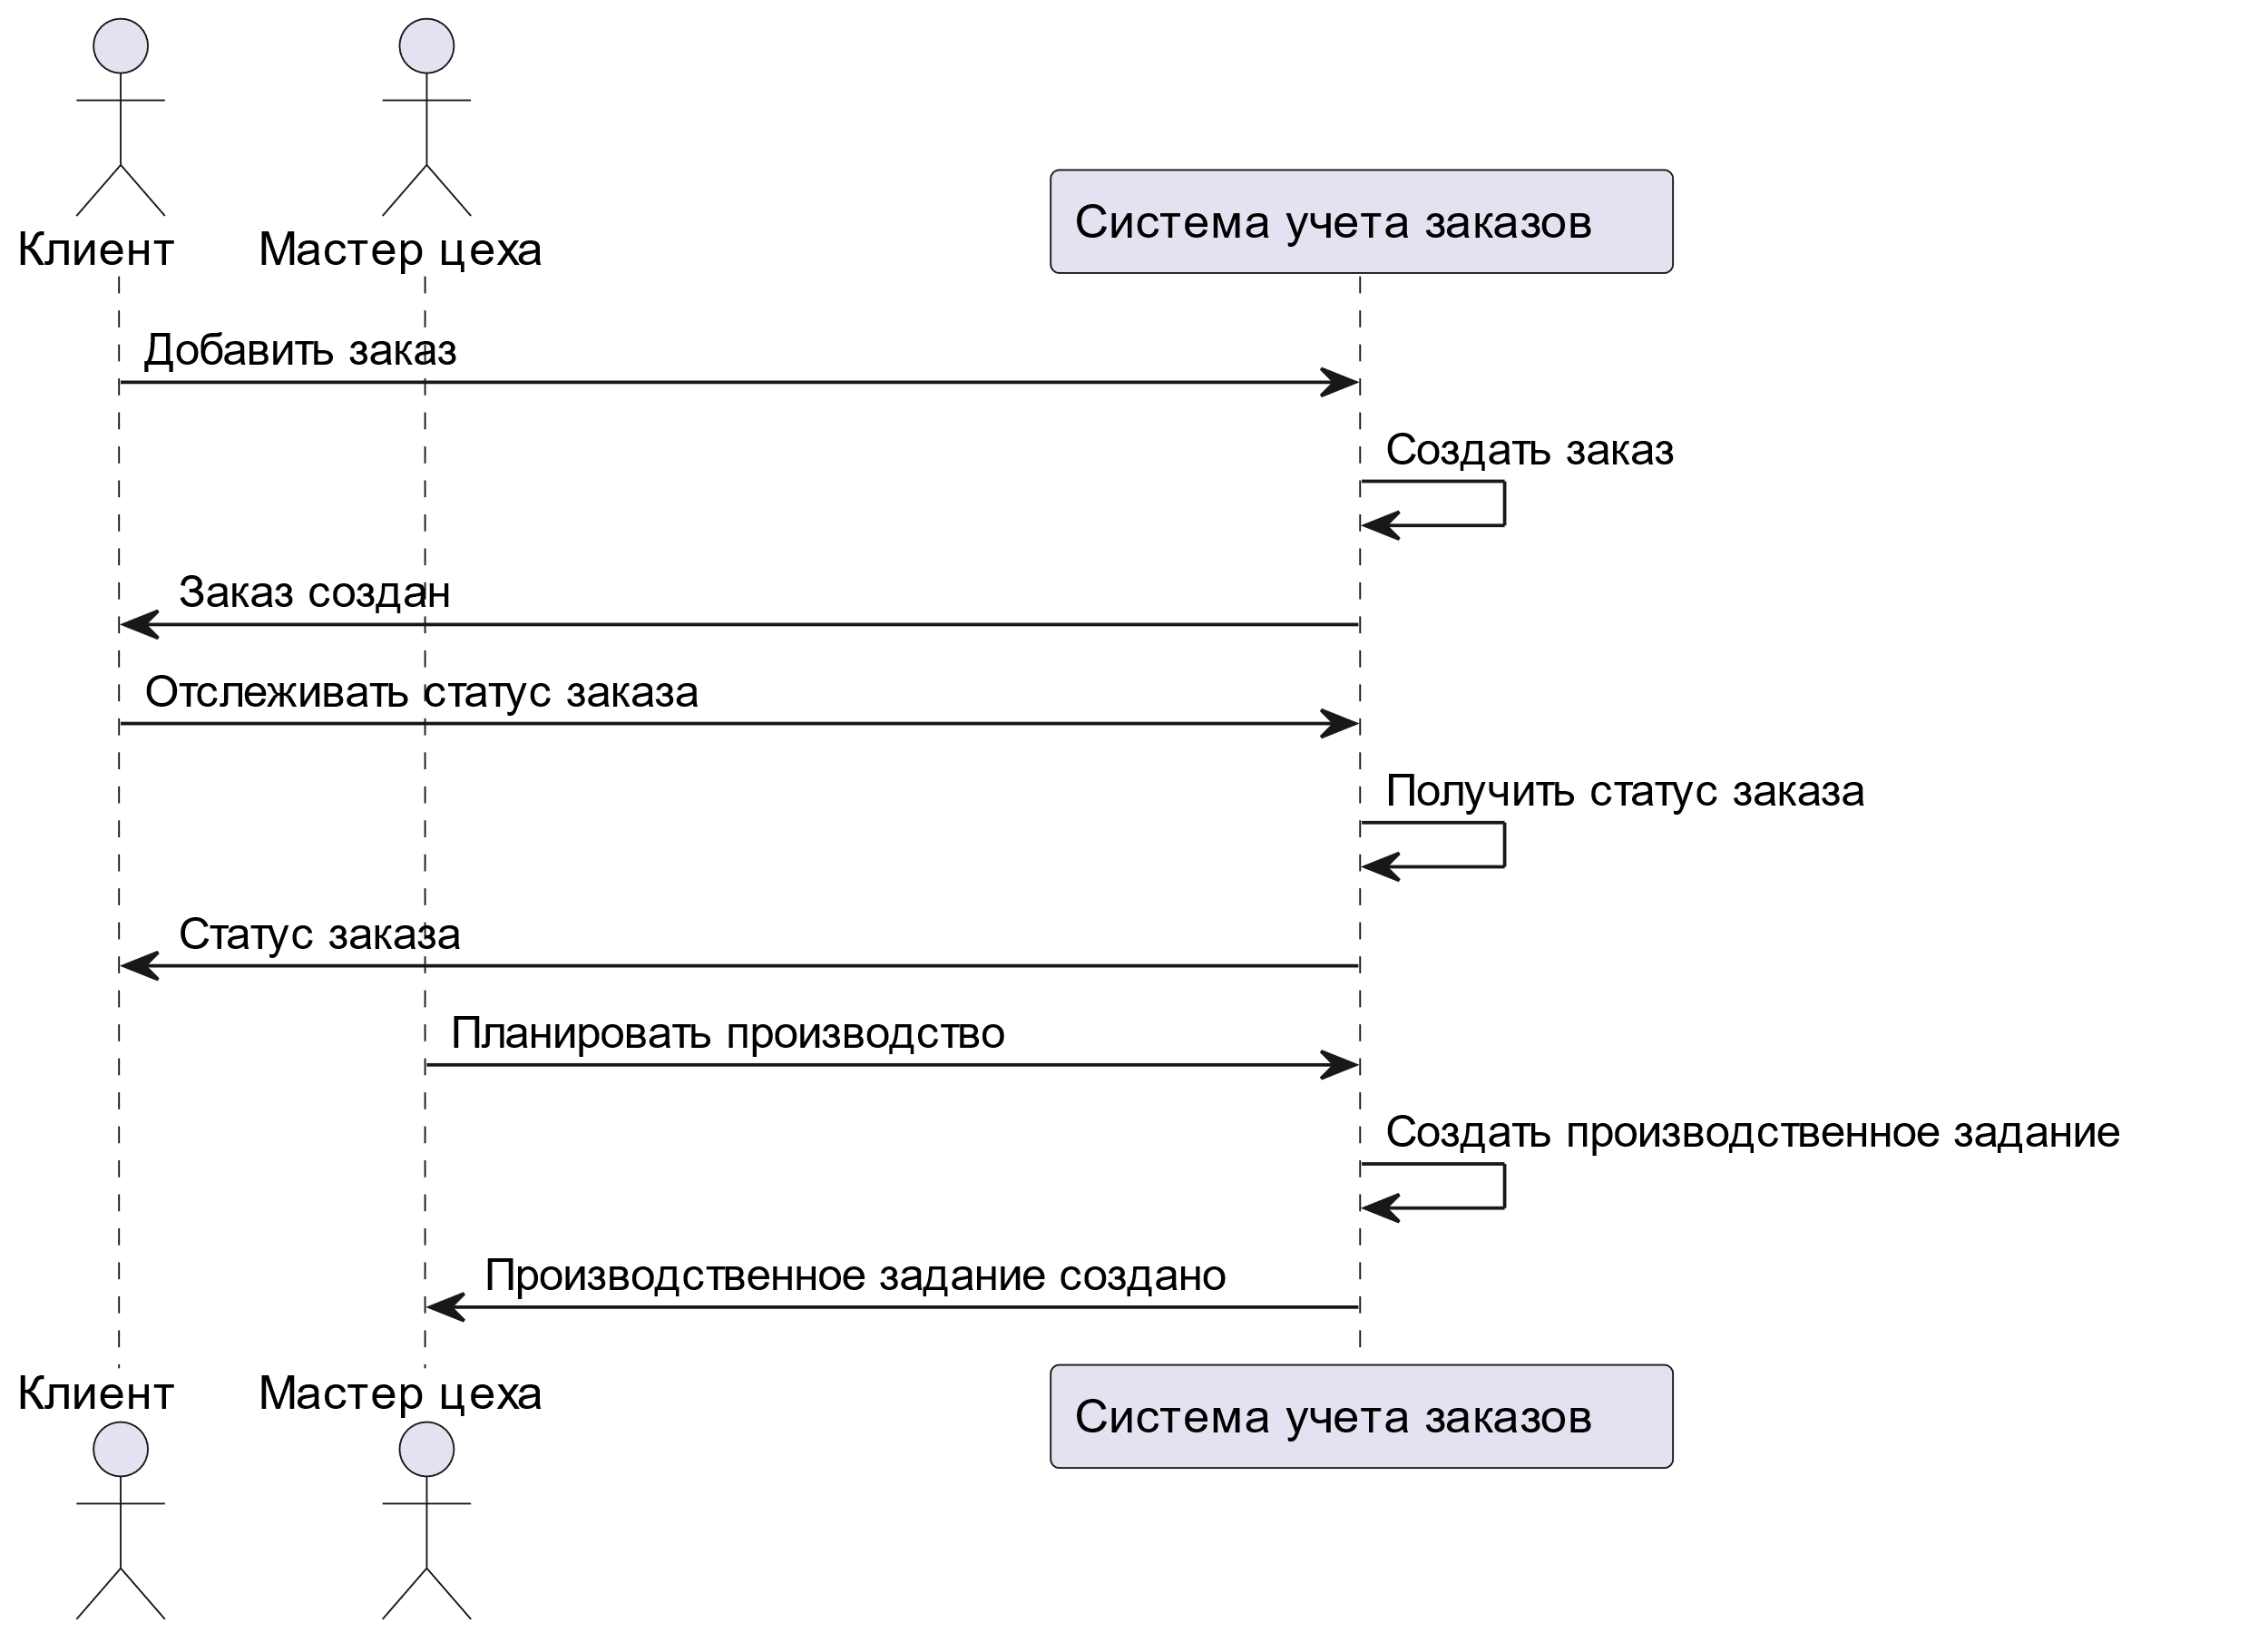 Клиент
Мастер цеха
Система учета заказов
Добавить заказ
Создать заказ
Заказ создан
Отслеживать статус заказа
Получить статус заказа
Статус заказа
Планировать производство
Создать производственное задание
Производственное задание создано
Клиент
Мастер цеха
Система учета заказов